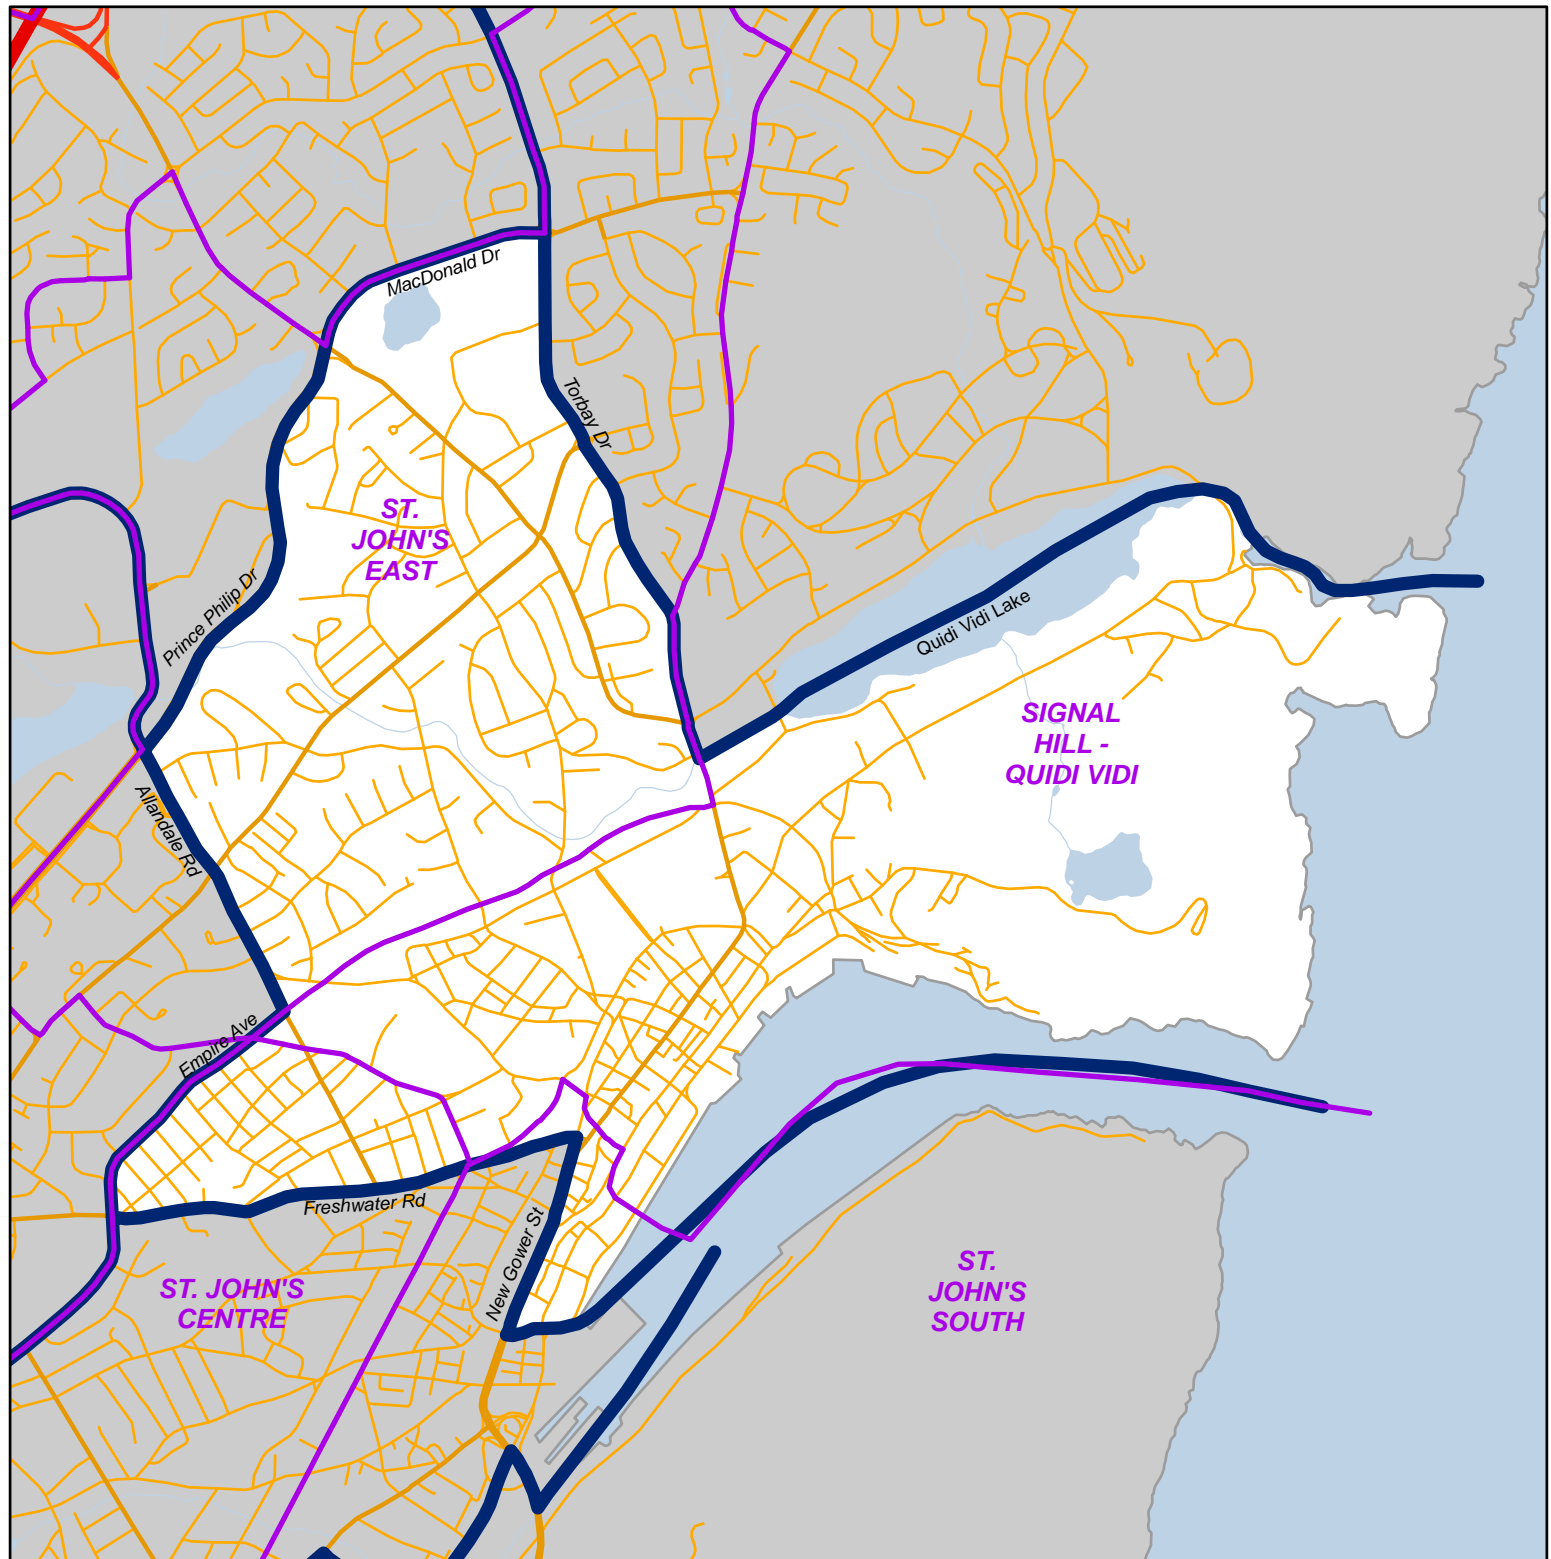 MacDonald Dr
Torbay Dr
ST.
JOHN'S
EAST
Prince Philip Dr
Quidi Vidi Lake
SIGNAL
HILL -
QUIDI VIDI
Allandale Rd
Empire Ave
Freshwater Rd
New Gower St
ST. JOHN'S
CENTRE
ST.
JOHN'S
SOUTH